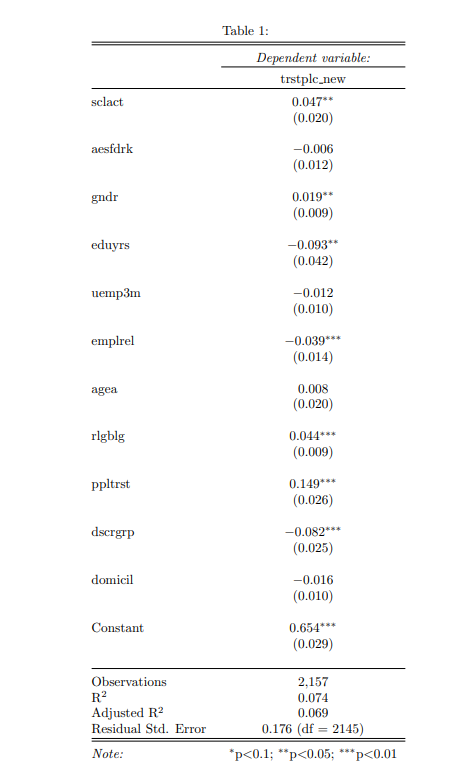 Table 1:
Dependent variable:
trstplc_new
sclact 0.047**
(0.020)
aesfdrk −0.006
(0.012)
gndr 0.019**
(0.009)
eduyrs −0.093**
(0.042)
uemp3m −0.012
(0.010)
emplrel −0.039***
(0.014)
agea 0.008
(0.020)
rlgblg 0.044***
(0.009)
ppltrst 0.149***
(0.026)
dscrgrp −0.082***
(0.025)
domicil −0.016
(0.010)
Constant 0.654***
(0.029)
Observations 2,157
R² 0.074
Adjusted R² 0.069
Residual Std. Error 0.176 (df = 2145)
Note: *p<0.1; **p<0.05; ***p<0.01